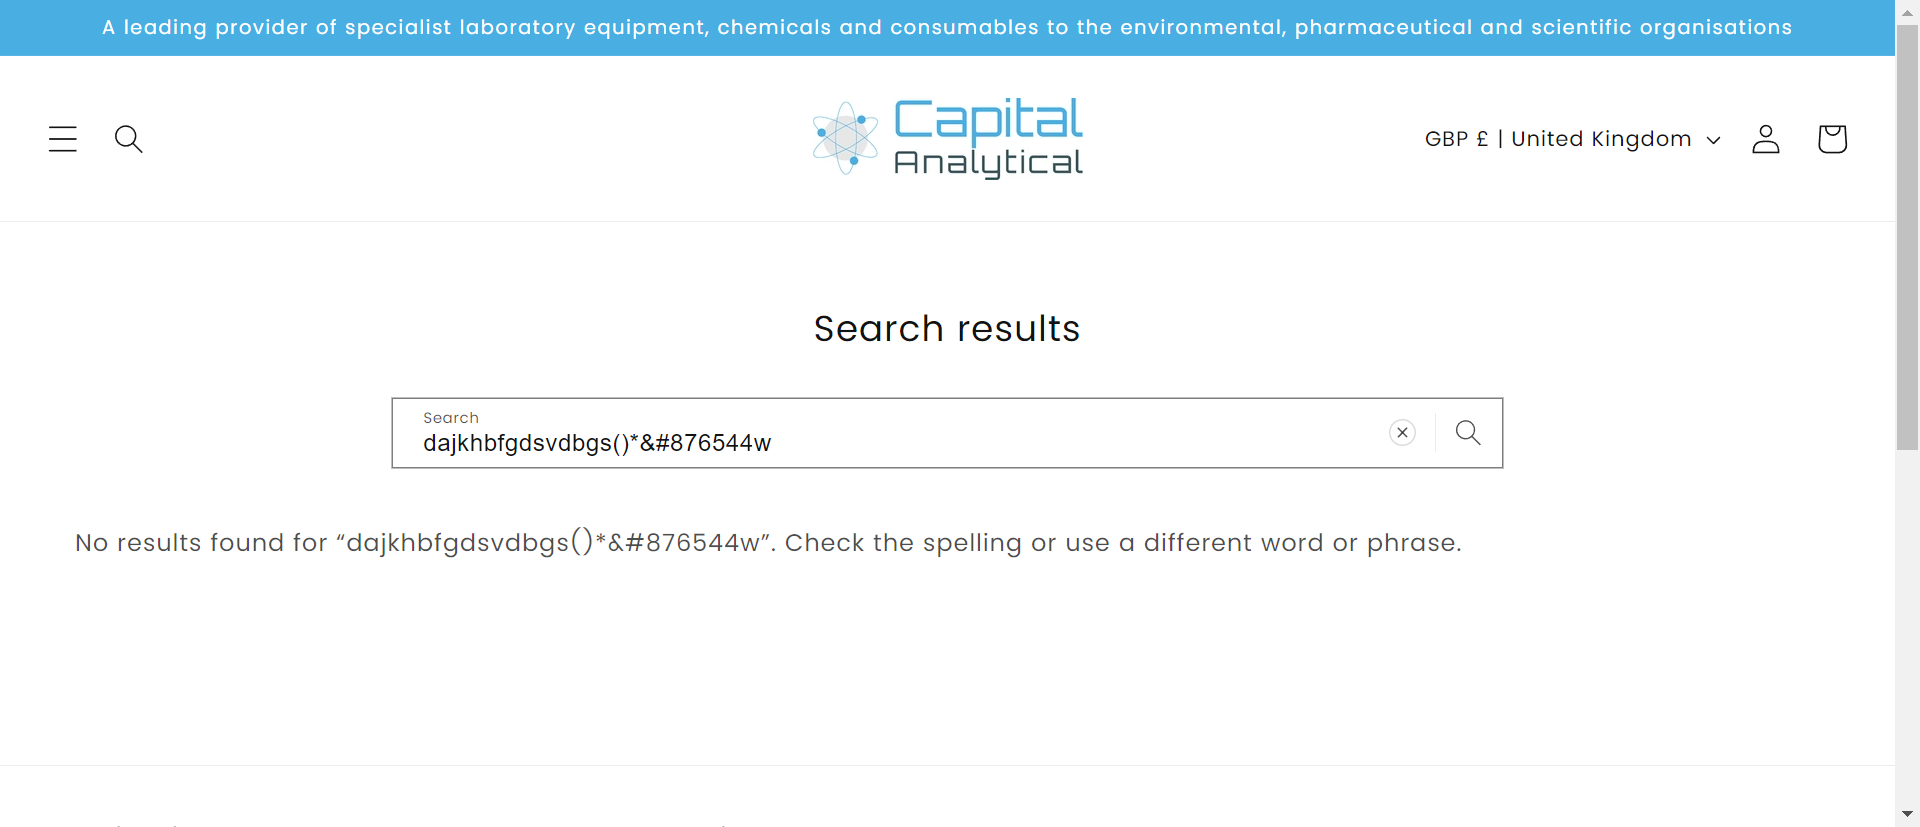 A leading provider of specialist laboratory equipment, chemicals and consumables to the environmental, pharmaceutical and scientific organisations
Capital
Analytical
GBP £ | United Kingdom
Search results
Search
dajkhbfgdsvdbgs()*&#876544w
No results found for “dajkhbfgdsvdbgs()*&#876544w”. Check the spelling or use a different word or phrase.